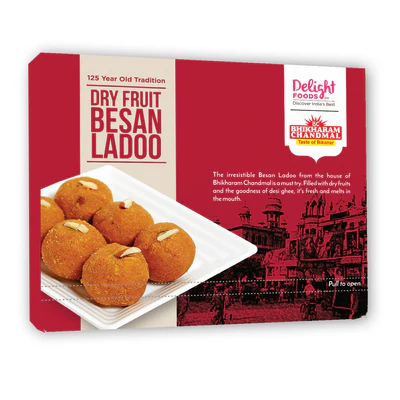 125 Year Old Tradition
DRY FRUIT
BESAN
LADOO
Delight
FOODS
Discover India's Best
BC
BHIKHARAM
CHANDMAL
Taste of Bikaner
The irresistible Besan Ladoo from the house of
Bhikharam Chandmal is a must try. Filled with dry fruits
and the goodness of desi ghee, it's fresh and melts in
the mouth.
Pull to open